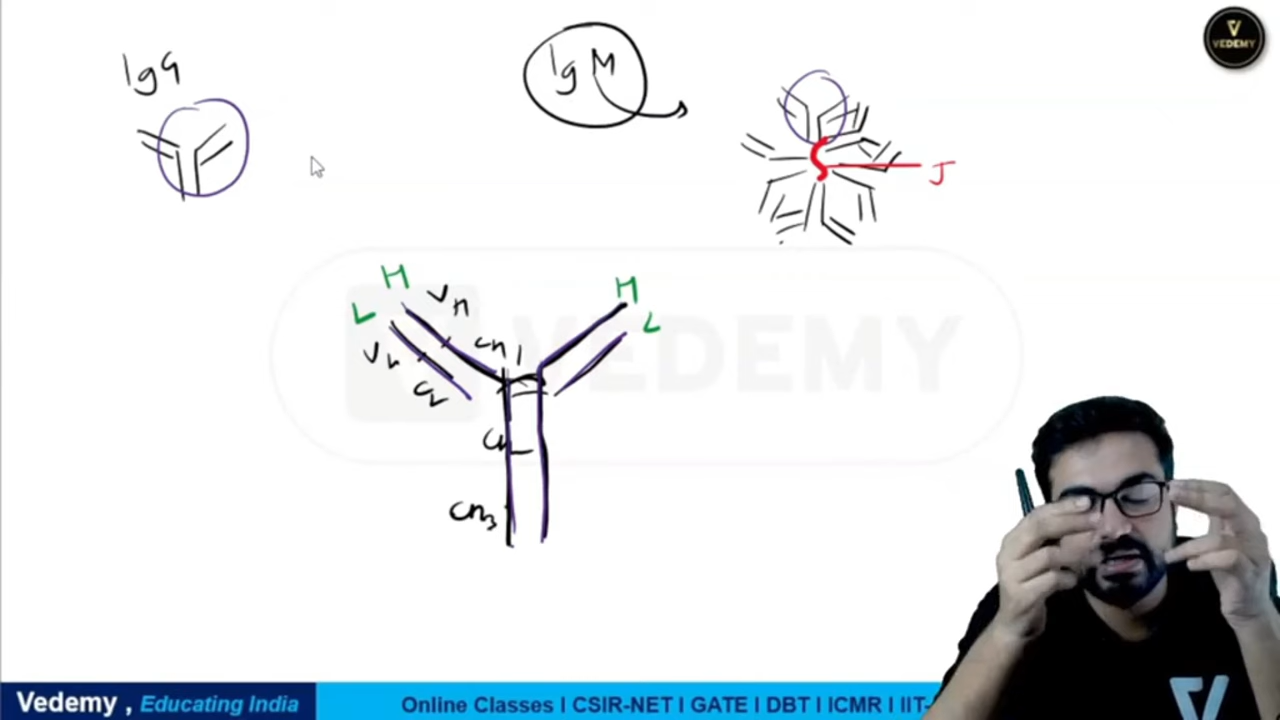 IgG
IgM
VEDEMY
J
H
VH
L
VL
CH1
CL
H
L
CH2
CH3
VEDEMY
Vedemy , Educating India
Online Classes I CSIR-NET I GATE I DBT I ICMR I IIT-